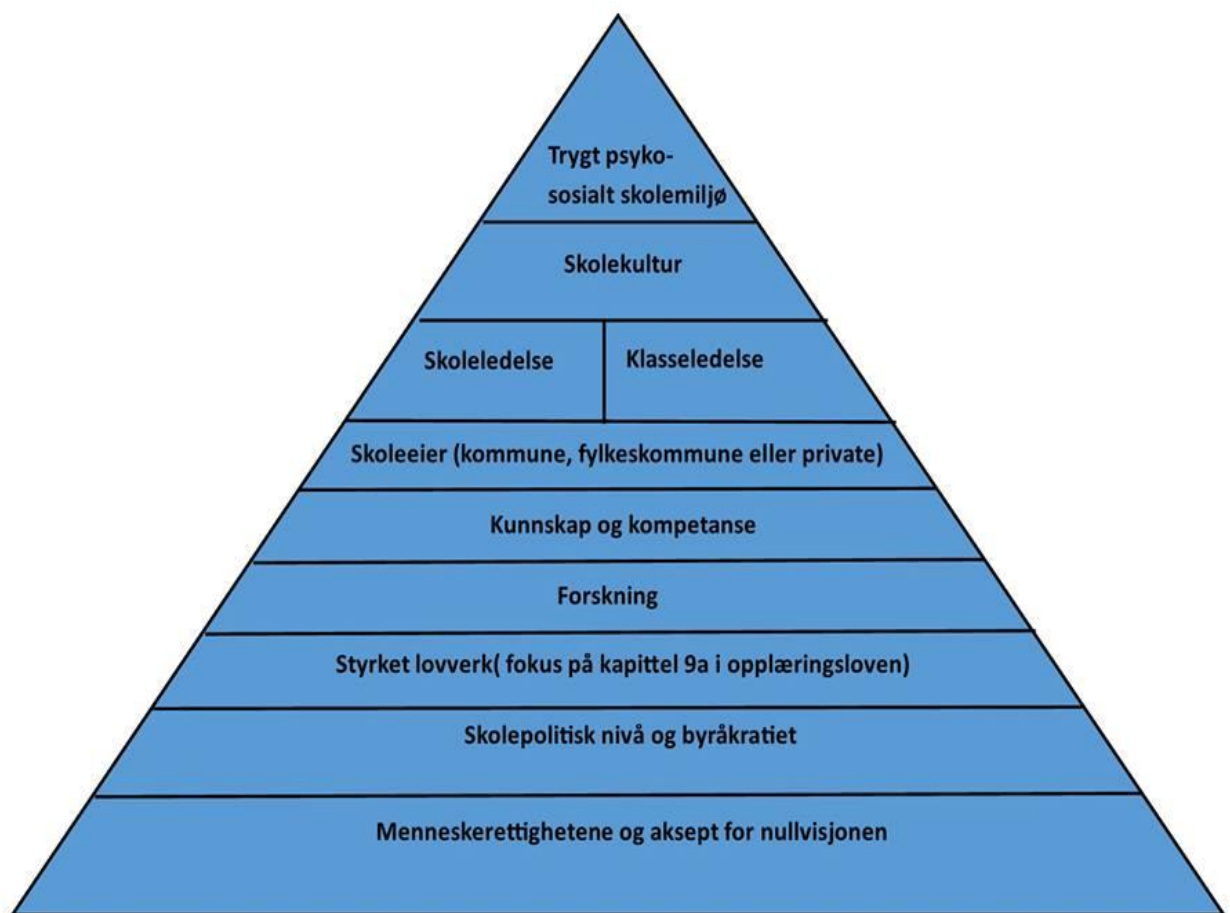 Trygt psyko-
sosialt skolemiljø
Skolekultur
Skoleledelse
Klasseledelse
Skoleeier (kommune, fylkeskommune eller private)
Kunnskap og kompetanse
Forskning
Styrket lovverk( fokus på kapittel 9a i opplæringsloven)
Skolepolitisk nivå og byråkratiet
Menneskerettighetene og aksept for nullvisjonen